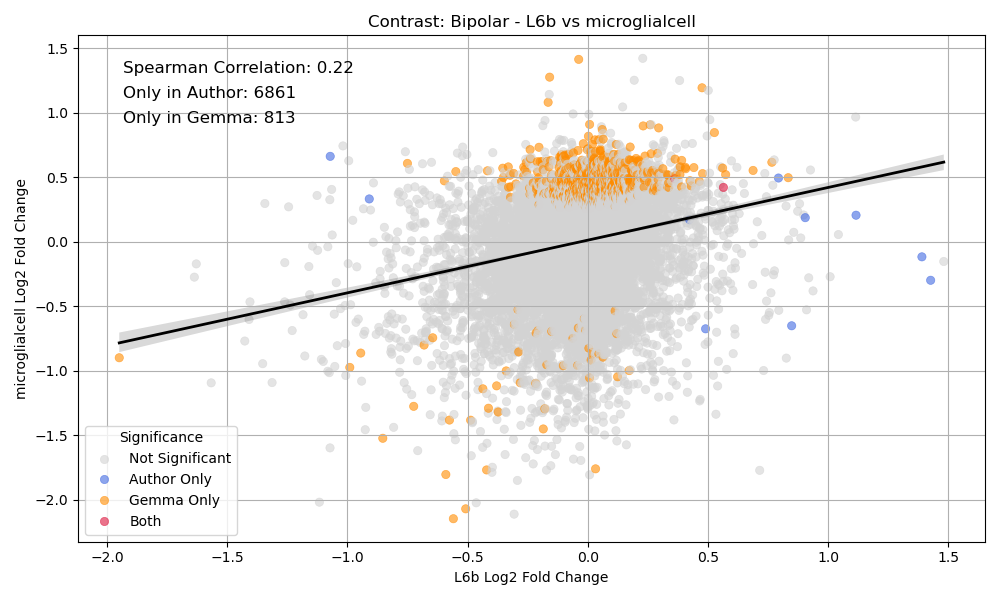 Contrast: Bipolar - L6b vs microglialcell
Spearman Correlation: 0.22
Only in Author: 6861
Only in Gemma: 813
1.5
1.0
0.5
0.0
−0.5
−1.0
−1.5
−2.0
microglialcell Log2 Fold Change
Significance
Not Significant
Author Only
Gemma Only
Both
−2.0 −1.5 −1.0 −0.5 0.0 0.5 1.0 1.5
L6b Log2 Fold Change